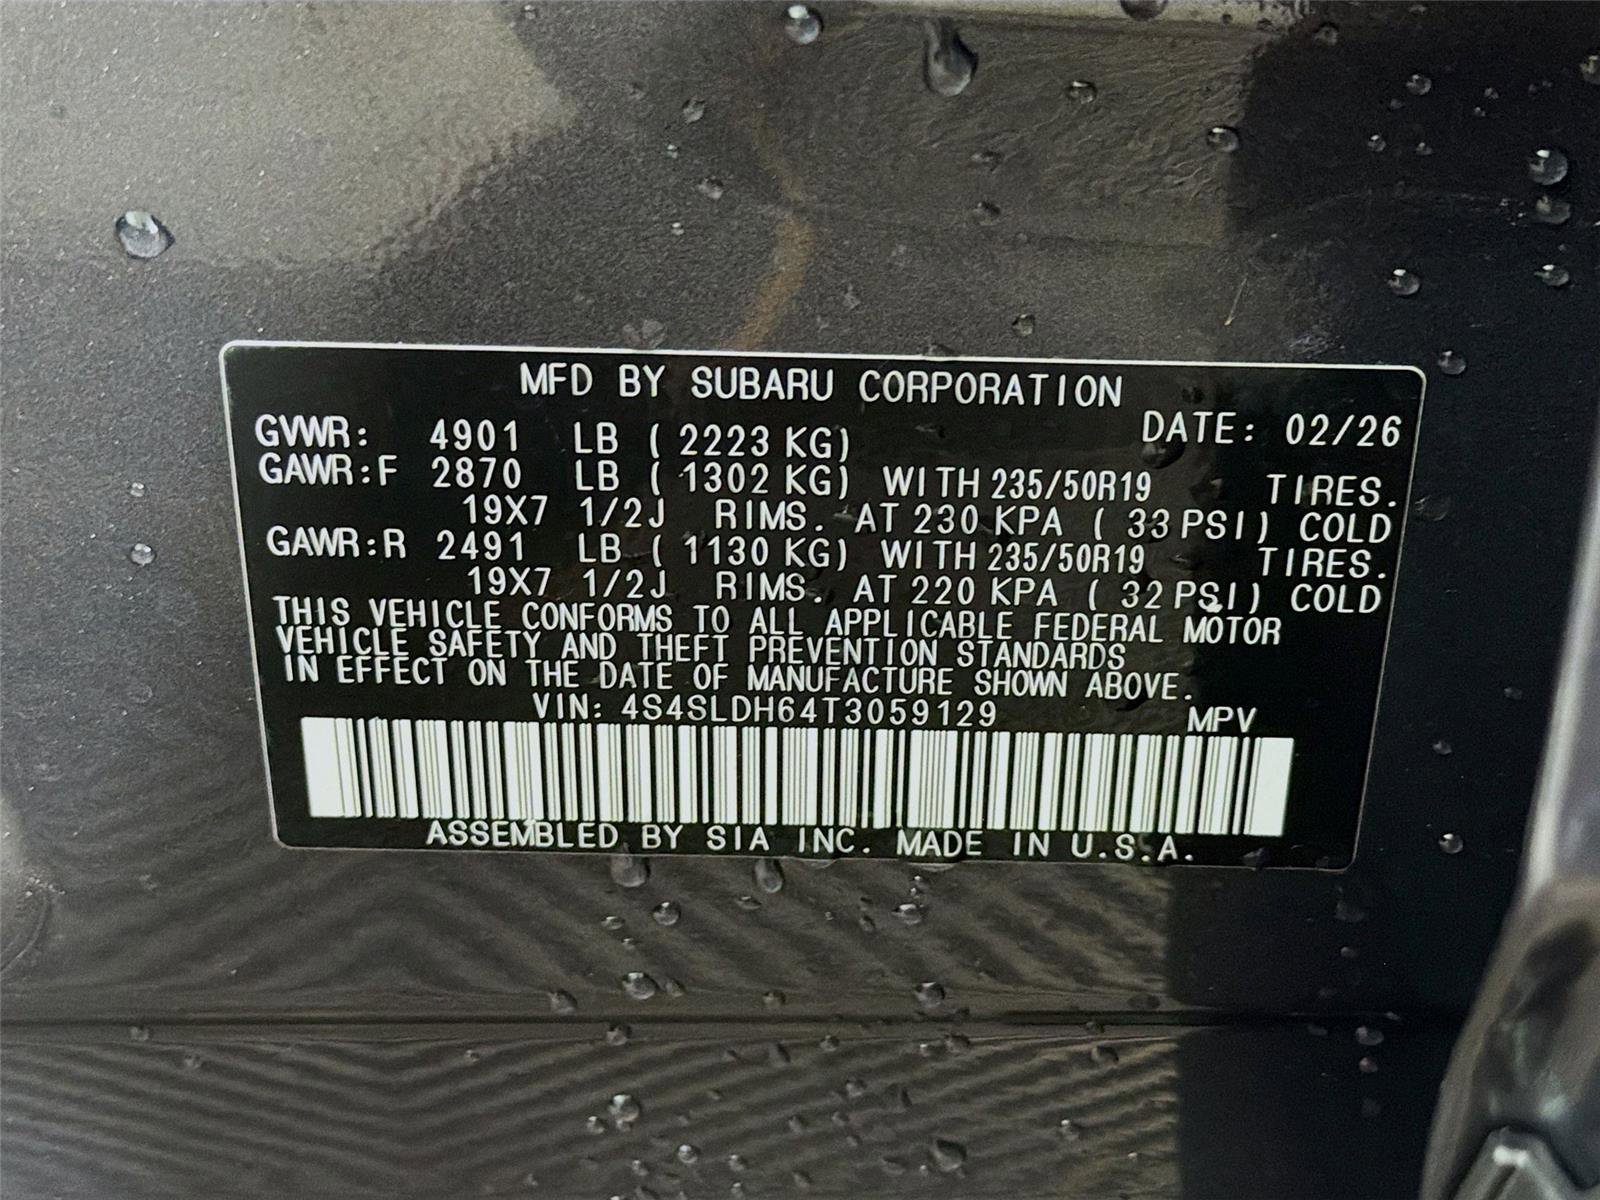 MFD BY SUBARU CORPORATION
DATE: 02/26
GVWR: 4901 LB ( 2223 KG)
GAWR:F 2870 LB ( 1302 KG) WITH 235/50R19 TIRES.
19X7 1/2J RIMS. AT 230 KPA ( 33 PSI) COLD
GAWR:R 2491 LB ( 1130 KG) WITH 235/50R19 TIRES.
19X7 1/2J RIMS. AT 220 KPA ( 32 PSI) COLD
THIS VEHICLE CONFORMS TO ALL APPLICABLE FEDERAL MOTOR
VEHICLE SAFETY AND THEFT PREVENTION STANDARDS
IN EFFECT ON THE DATE OF MANUFACTURE SHOWN ABOVE.
VIN: 4S4SLDH64T3059129 MPV
ASSEMBLED BY SIA INC. MADE IN U.S.A.